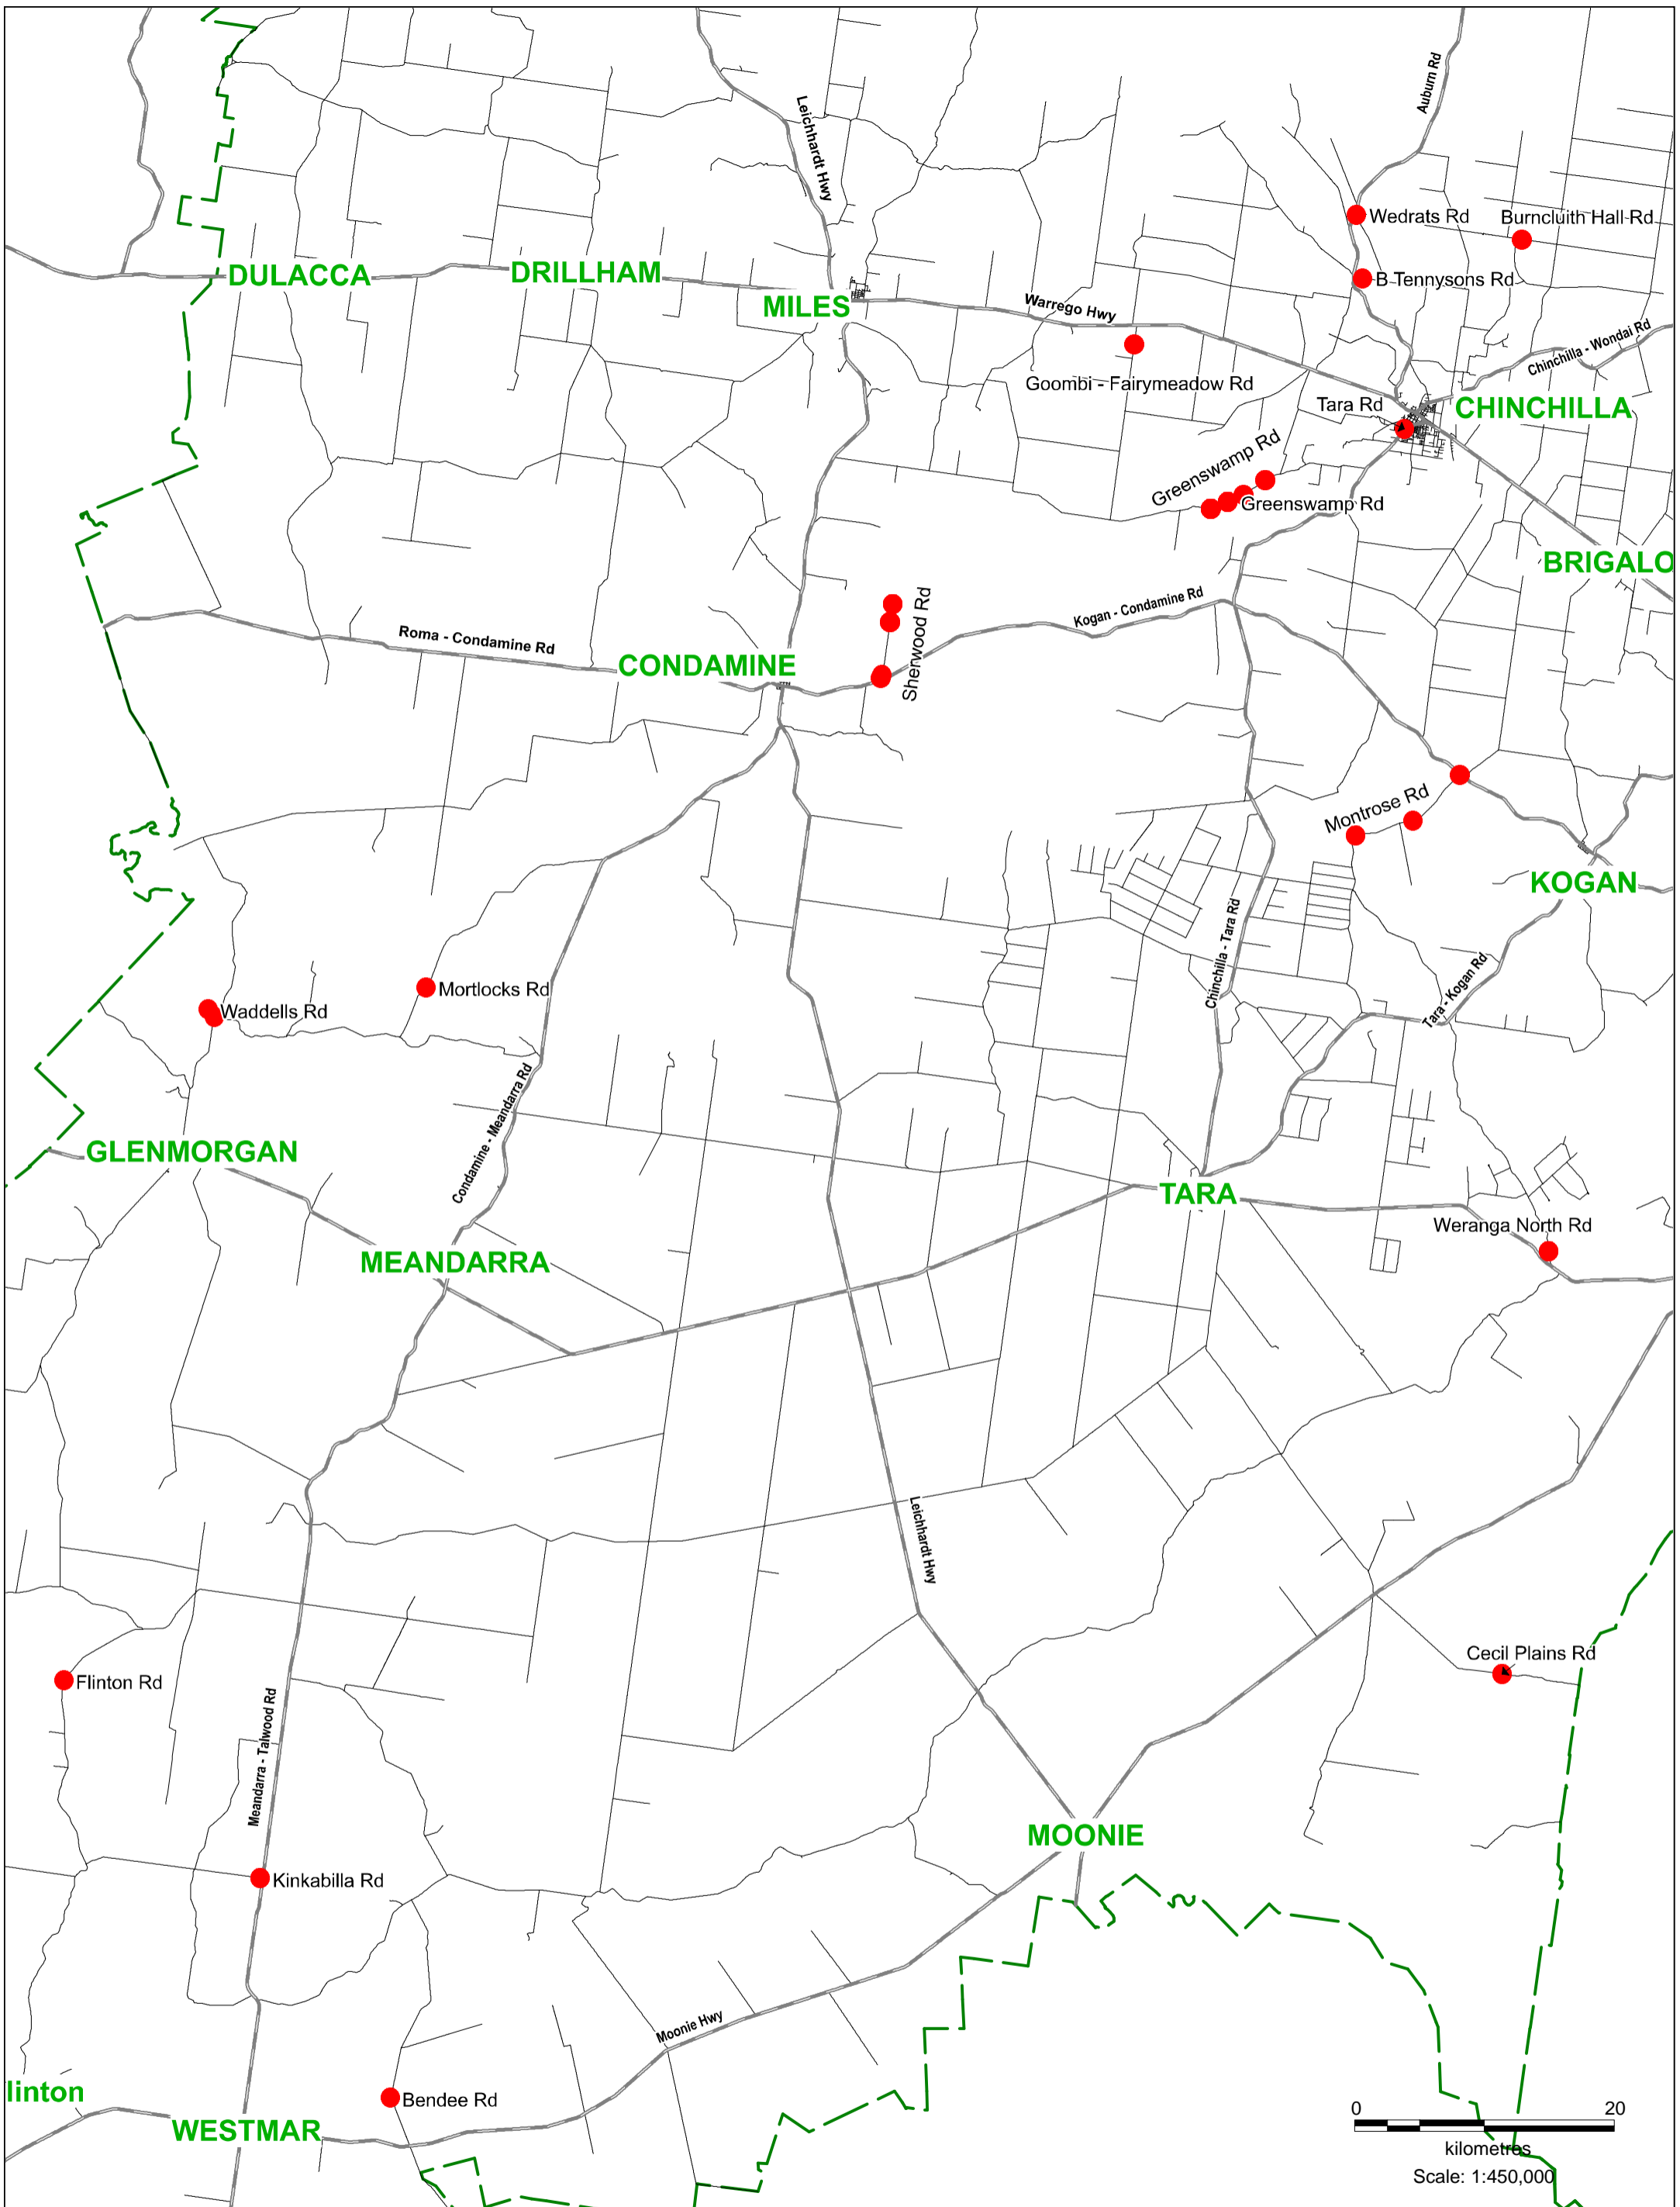 Auburn Rd
Leichhardt Hwy
Wedrats Rd
Burncluith Hall Rd
DULACCA
DRILLHAM
B Tennysons Rd
MILES
Warrego Hwy
Chinchilla - Wondai Rd
Goombi - Fairymeadow Rd
Tara Rd
CHINCHILLA
Greenswamp Rd
Greenswamp Rd
BRIGALO
Sherwood Rd
Kogan - Condamine Rd
Roma - Condamine Rd
CONDAMINE
Montrose Rd
KOGAN
Chinchilla - Tara Rd
Tara - Kogan Rd
Mortlocks Rd
Waddells Rd
Condamine - Meandarra Rd
GLENMORGAN
TARA
Weranga North Rd
MEANDARRA
Leichhardt Hwy
Cecil Plains Rd
Flinton Rd
Meandarra - Talwood Rd
MOONIE
Kinkabilla Rd
Moonie Hwy
linton
Bendee Rd
WESTMAR
0 20
kilometres
Scale: 1:450,000